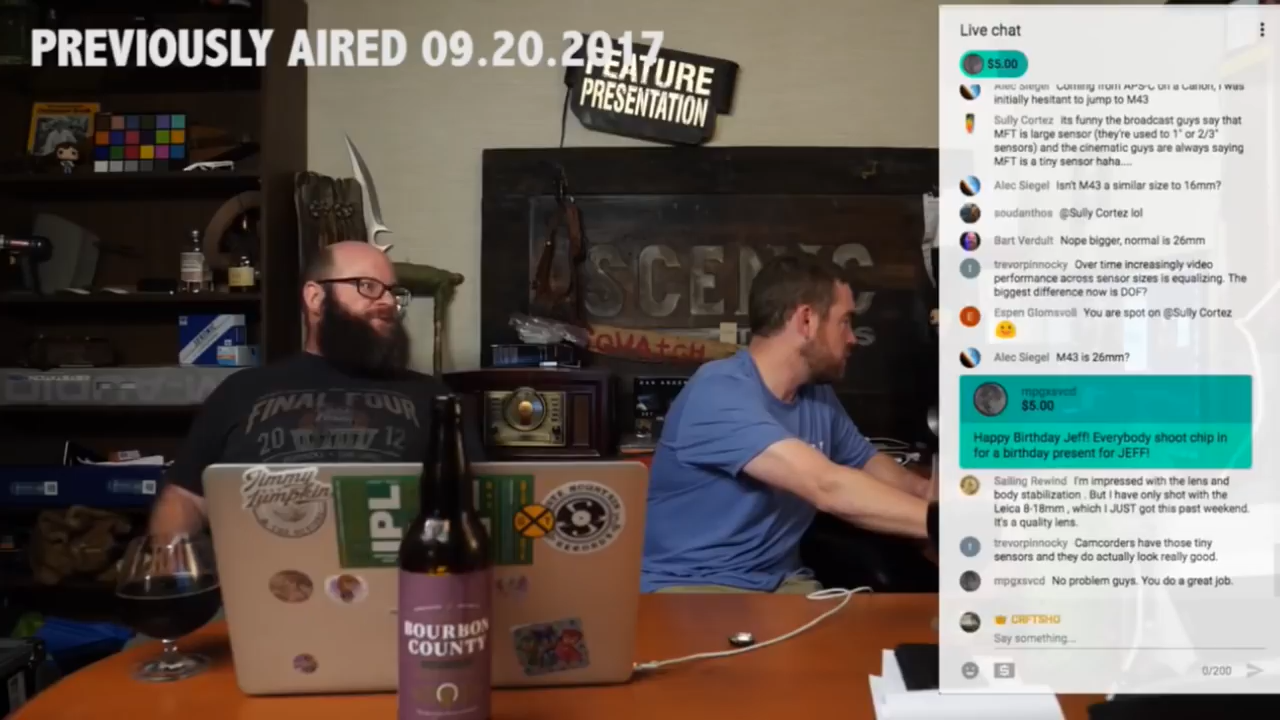 PREVIOUSLY AIRED 09.20.2017
FEATURE
PRESENTATION
SCENIC
SQUATCH
FINAL FOUR
2012
Jimmy
Lumpkin
IPL
BOURBON
COUNTY
Live chat
$5.00
Alec Siegel Coming from APS-C on a Canon, I was
initially hesitant to jump to M43
Sully Cortez its funny the broadcast guys say that
MFT is large sensor (they're used to 1" or 2/3"
sensors) and the cinematic guys are always saying
MFT is a tiny sensor haha....
Alec Siegel Isn't M43 a similar size to 16mm?
soudanthos @Sully Cortez lol
Bart Verdult Nope bigger, normal is 26mm
trevorpinnocky Over time increasingly video
performance across sensor sizes is equalizing. The
biggest difference now is DOF?
Espen Glomsvoll You are spot on @Sully Cortez
Alec Siegel M43 is 26mm?
mpgxsvcd
$5.00
Happy Birthday Jeff! Everybody shoot chip in
for a birthday present for JEFF!
Sailing Rewind I'm impressed with the lens and
body stabilization . But I have only shot with the
Leica 8-18mm , which I JUST got this past weekend.
It's a quality lens.
trevorpinnocky Camcorders have those tiny
sensors and they do actually look really good.
mpgxsvcd No problem guys. You do a great job.
CRFTSHO
Say something...
0/200